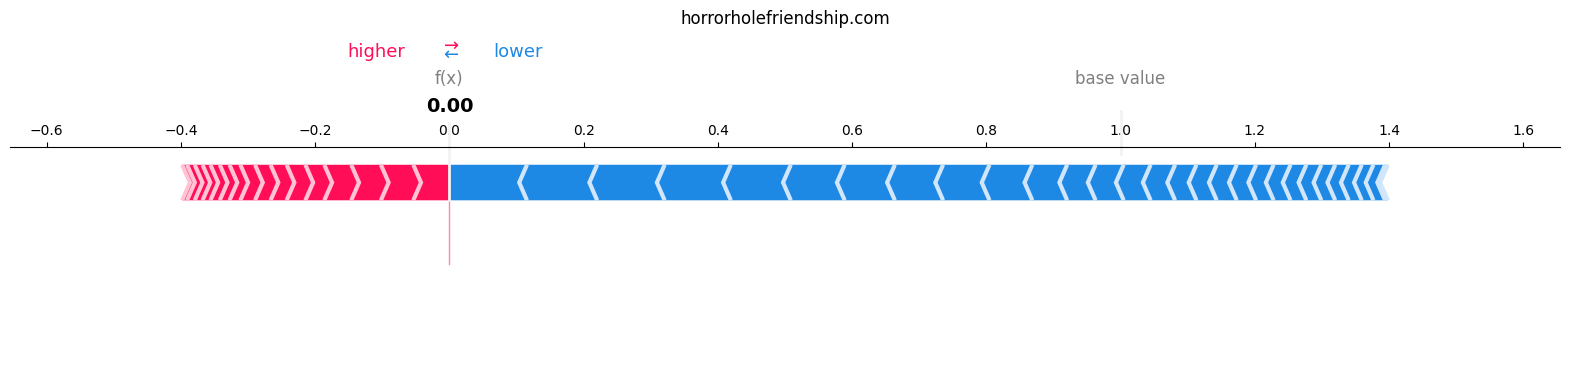 horrorholefriendship.com
higher → ← lower
f(x) base value
0.00
−0.6 −0.4 −0.2 0.0 0.2 0.4 0.6 0.8 1.0 1.2 1.4 1.6